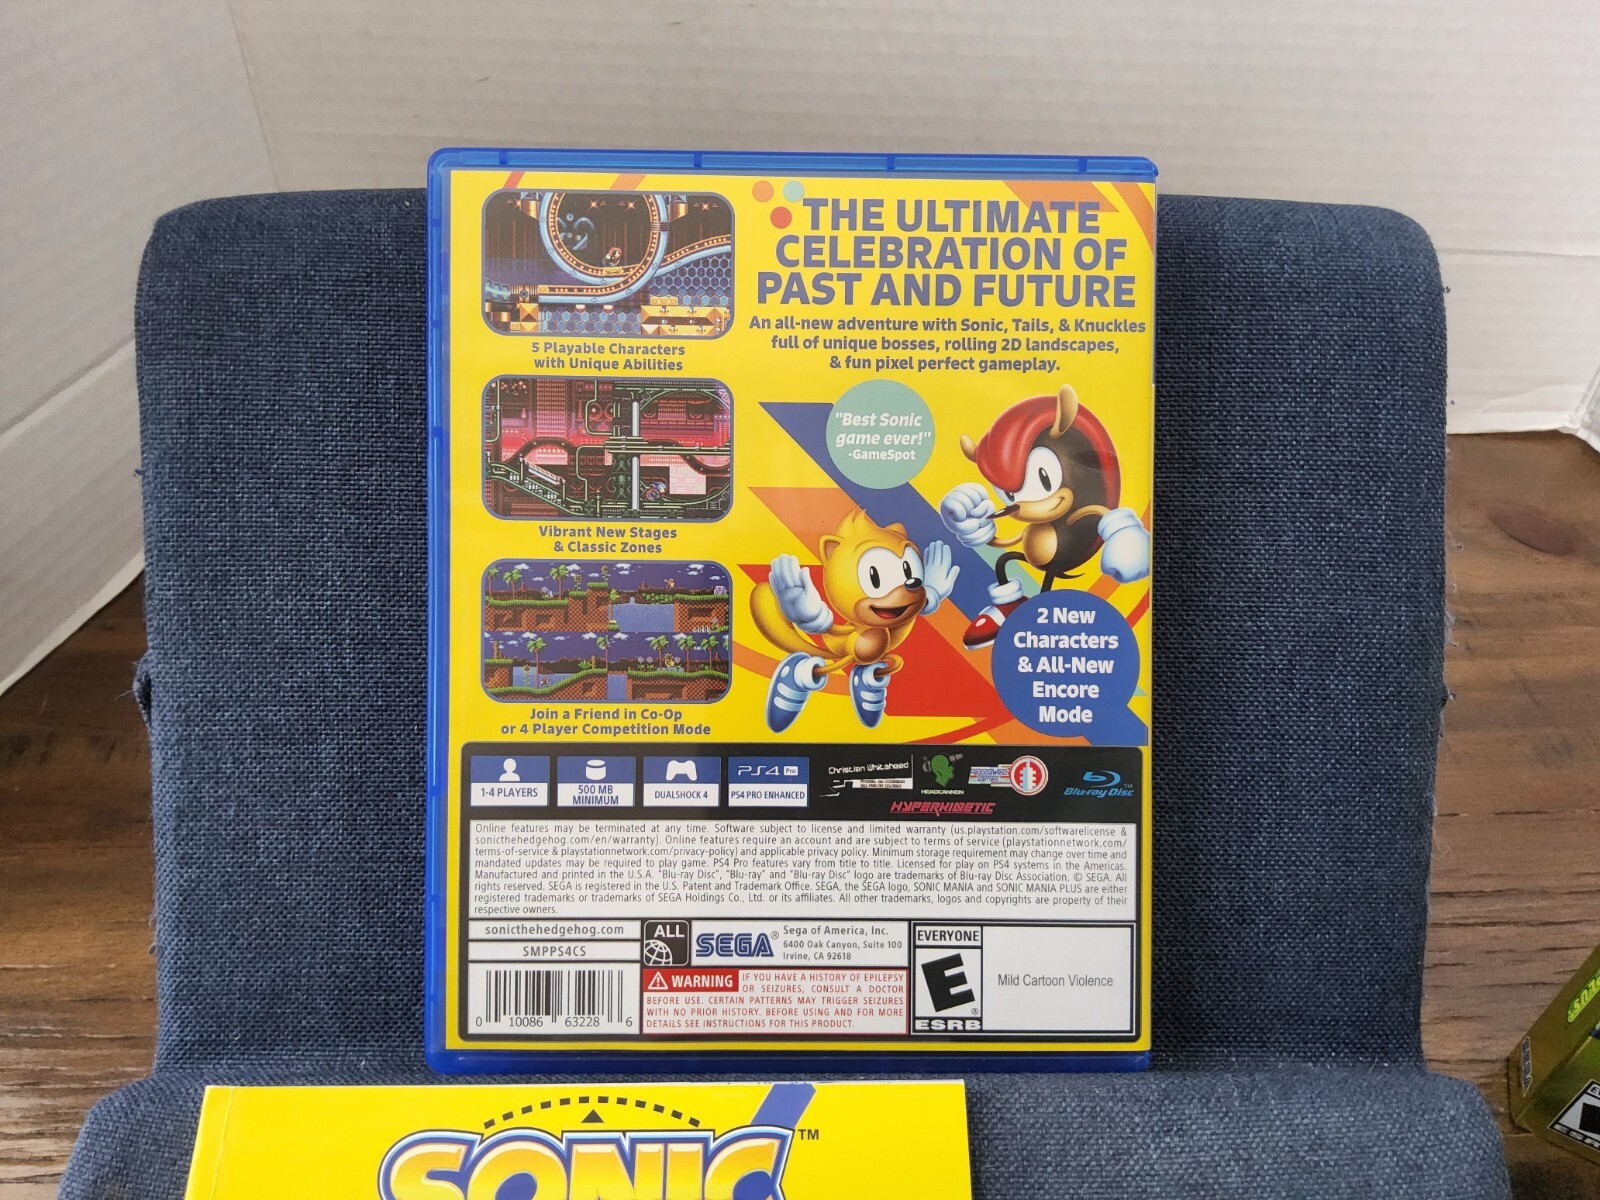 THE ULTIMATE
CELEBRATION OF
PAST AND FUTURE
An all-new adventure with Sonic, Tails, & Knuckles
full of unique bosses, rolling 2D landscapes,
& fun pixel perfect gameplay.
5 Playable Characters
with Unique Abilities
"Best Sonic
game ever!"
-GameSpot
Vibrant New Stages
& Classic Zones
2 New
Characters
& All-New
Encore
Mode
Join a Friend in Co-Op
or 4 Player Competition Mode
1-4 PLAYERS
500 MB
MINIMUM
DUALSHOCK 4
PS4 Pro
PS4 PRO ENHANCED
Christian Whitehead
HEADCANNON
HYPERKINETIC
Blu-ray Disc™
Online features may be terminated at any time. Software subject to license and limited warranty (us.playstation.com/softwarelicense &
sonicthehedgehog.com/en/warranty). Online features require an account and are subject to terms of service (playstationnetwork.com/
terms-of-service & playstationnetwork.com/privacy-policy) and applicable privacy policy. Minimum storage requirement may change over time and
mandated updates may be required to play game. PS4 Pro features vary from title to title. Licensed for play on PS4 systems in the Americas.
Manufactured and printed in the U.S.A. "Blu-ray Disc", "Blu-ray" and "Blu-ray Disc" logo are trademarks of Blu-ray Disc Association. © SEGA. All
rights reserved. SEGA is registered in the U.S. Patent and Trademark Office. SEGA, the SEGA logo, SONIC MANIA and SONIC MANIA PLUS are either
registered trademarks or trademarks of SEGA Holdings Co., Ltd. or its affiliates. All other trademarks, logos and copyrights are property of their
respective owners.
sonicthehedgehog.com
SMPPS4CS
0 10086 63228 6
ALL
SEGA®
Sega of America, Inc.
6400 Oak Canyon, Suite 100
Irvine, CA 92618
WARNING IF YOU HAVE A HISTORY OF EPILEPSY
OR SEIZURES, CONSULT A DOCTOR
BEFORE USE. CERTAIN PATTERNS MAY TRIGGER SEIZURES
WITH NO PRIOR HISTORY. BEFORE USING AND FOR MORE
DETAILS SEE INSTRUCTIONS FOR THIS PRODUCT.
EVERYONE
E®
ESRB
Mild Cartoon Violence
SONIC™
SEGA